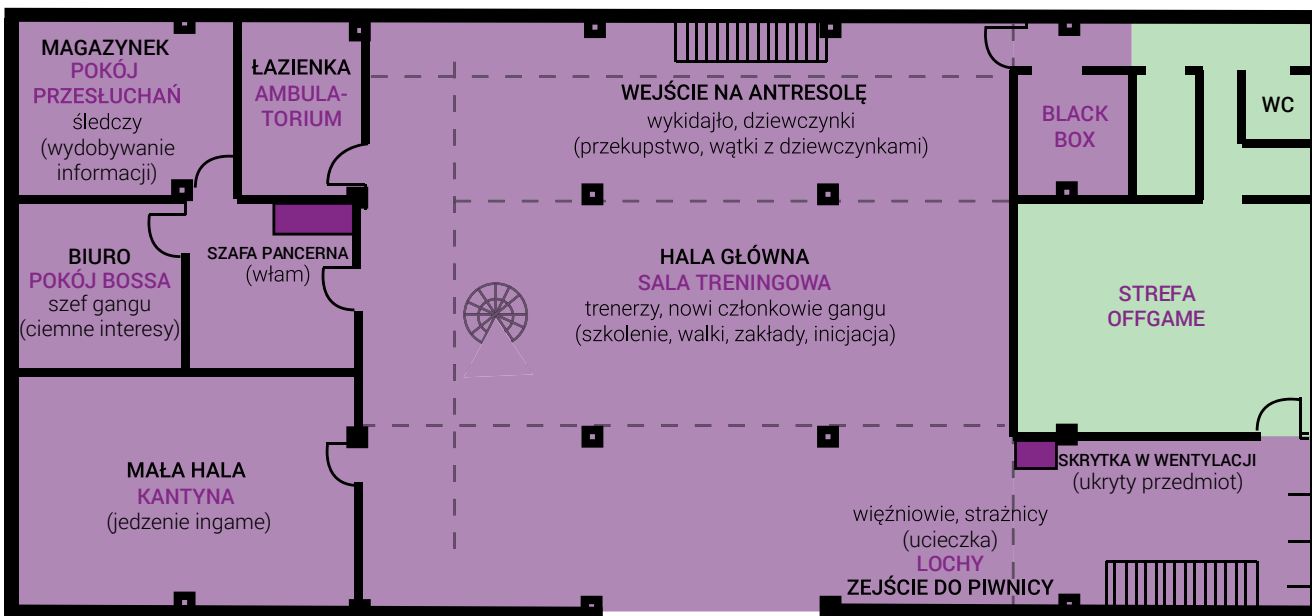 MAGAZYNEK
POKÓJ
PRZESŁUCHAŃ
śledczy
(wydobywanie
informacji)
ŁAZIENKA
AMBULA-
TORIUM
WEJŚCIE NA ANTRESOLĘ
wykidajło, dziewczynki
(przekupstwo, wątki z dziewczynkami)
BLACK
BOX
WC
BIURO
POKÓJ BOSSA
szef gangu
(ciemne interesy)
SZAFA PANCERNA
(włam)
HALA GŁÓWNA
SALA TRENINGOWA
trenerzy, nowi członkowie gangu
(szkolenie, walki, zakłady, inicjacja)
STREFA
OFFGAME
MAŁA HALA
KANTYNA
(jedzenie ingame)
SKRYTKA W WENTYLACJI
(ukryty przedmiot)
więźniowie, strażnicy
(ucieczka)
LOCHY
ZEJŚCIE DO PIWNICY